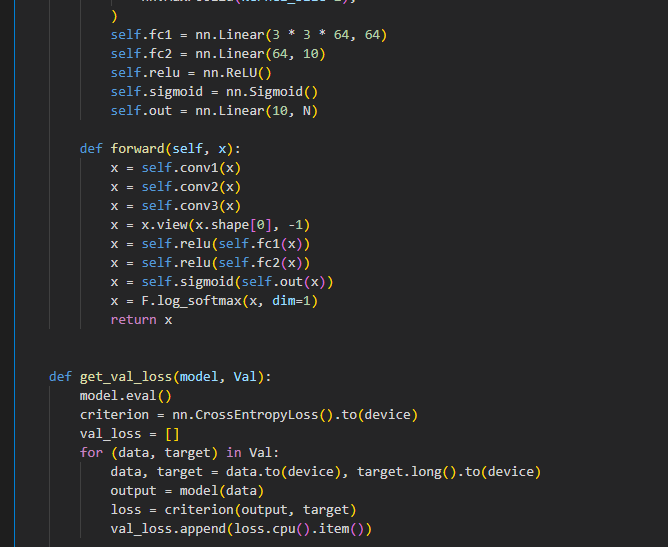 )
self.fc1 = nn.Linear(3 * 3 * 64, 64)
self.fc2 = nn.Linear(64, 10)
self.relu = nn.ReLU()
self.sigmoid = nn.Sigmoid()
self.out = nn.Linear(10, N)
def forward(self, x):
x = self.conv1(x)
x = self.conv2(x)
x = self.conv3(x)
x = x.view(x.shape[0], -1)
x = self.relu(self.fc1(x))
x = self.relu(self.fc2(x))
x = self.sigmoid(self.out(x))
x = F.log_softmax(x, dim=1)
return x
def get_val_loss(model, Val):
model.eval()
criterion = nn.CrossEntropyLoss().to(device)
val_loss = []
for (data, target) in Val:
data, target = data.to(device), target.long().to(device)
output = model(data)
loss = criterion(output, target)
val_loss.append(loss.cpu().item())